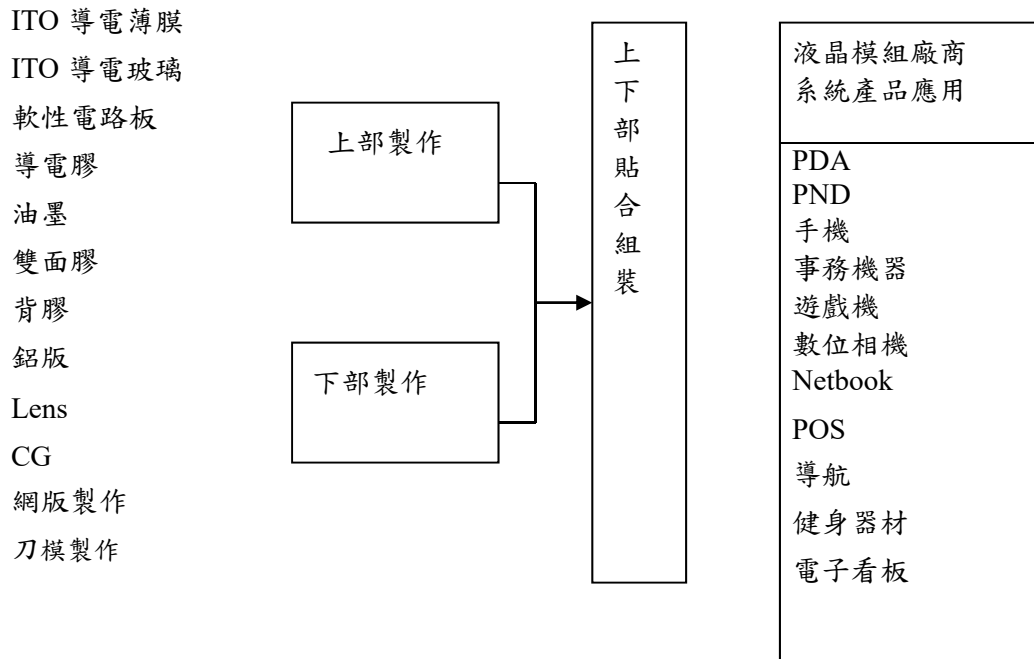 ITO 導電薄膜
ITO 導電玻璃
軟性電路板
導電膠
油墨
雙面膠
背膠
鋁版
Lens
CG
網版製作
刀模製作
上部製作
下部製作
上下部貼合組裝
液晶模組廠商
系統產品應用
PDA
PND
手機
事務機器
遊戲機
數位相機
Netbook
POS
導航
健身器材
電子看板